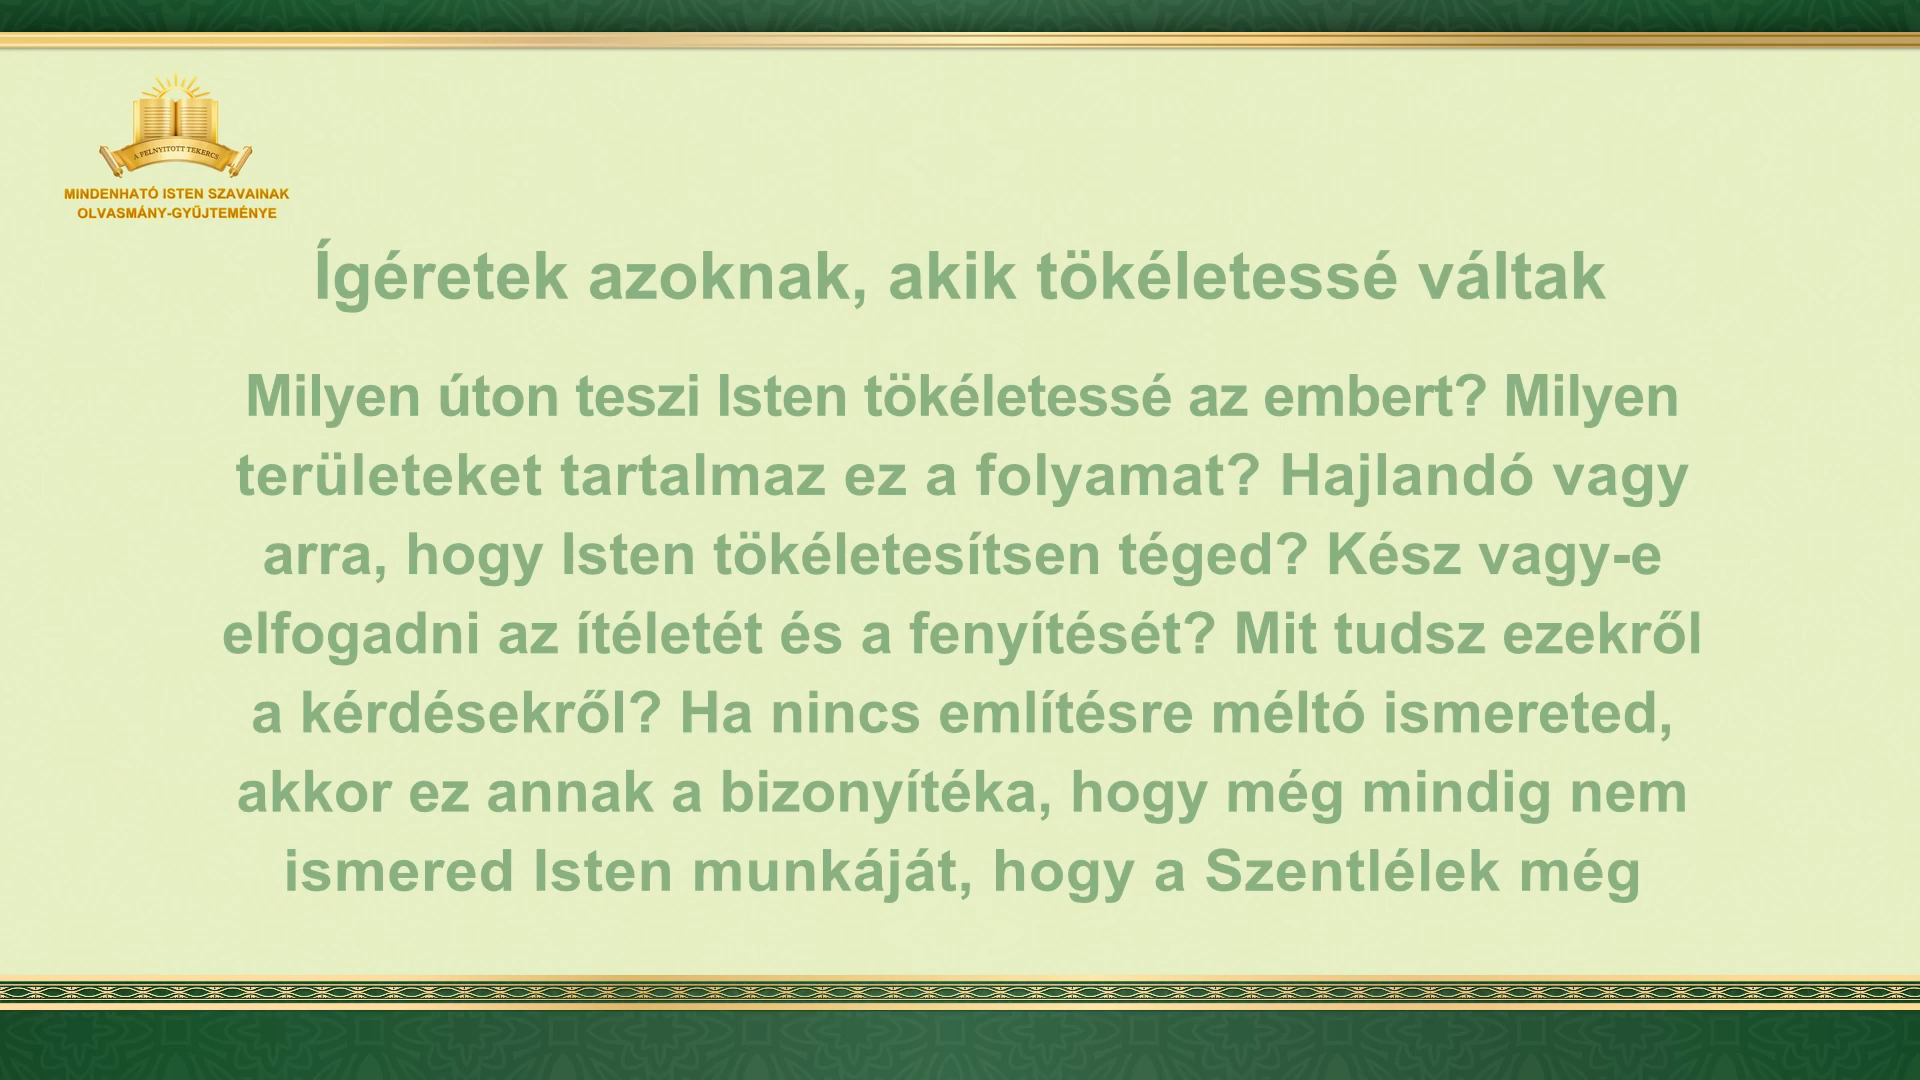 A FELNYITOTT TEKERCS
MINDENHATÓ ISTEN SZAVAINAK
OLVASMÁNY-GYŰJTEMÉNYE
Ígéretek azoknak, akik tökéletessé váltak
Milyen úton teszi Isten tökéletessé az embert? Milyen
területeket tartalmaz ez a folyamat? Hajlandó vagy
arra, hogy Isten tökéletesítsen téged? Kész vagy-e
elfogadni az ítéletét és a fenyítését? Mit tudsz ezekről
a kérdésekről? Ha nincs említésre méltó ismereted,
akkor ez annak a bizonyítéka, hogy még mindig nem
ismered Isten munkáját, hogy a Szentlélek még